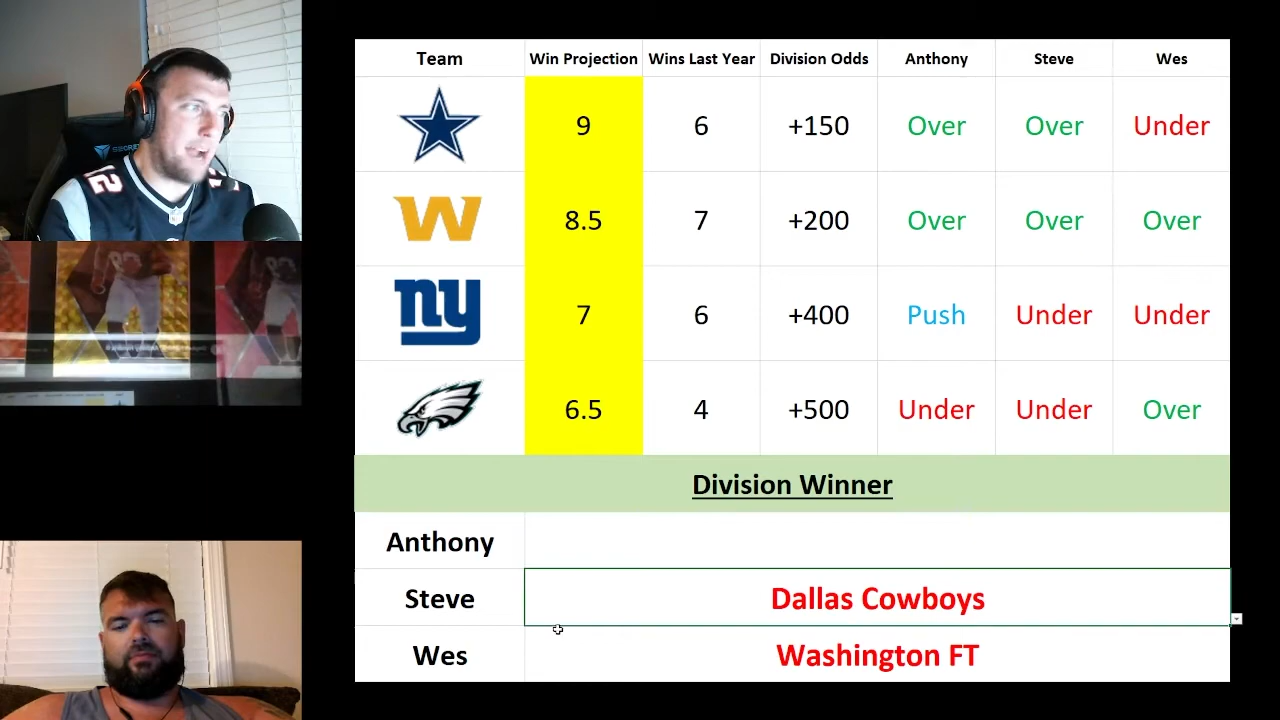 Team Win Projection Wins Last Year Division Odds Anthony Steve Wes
9 6 +150 Over Over Under
W 8.5 7 +200 Over Over Over
ny 7 6 +400 Push Under Under
6.5 4 +500 Under Under Over
Division Winner
Anthony
Steve Dallas Cowboys
Wes Washington FT
12